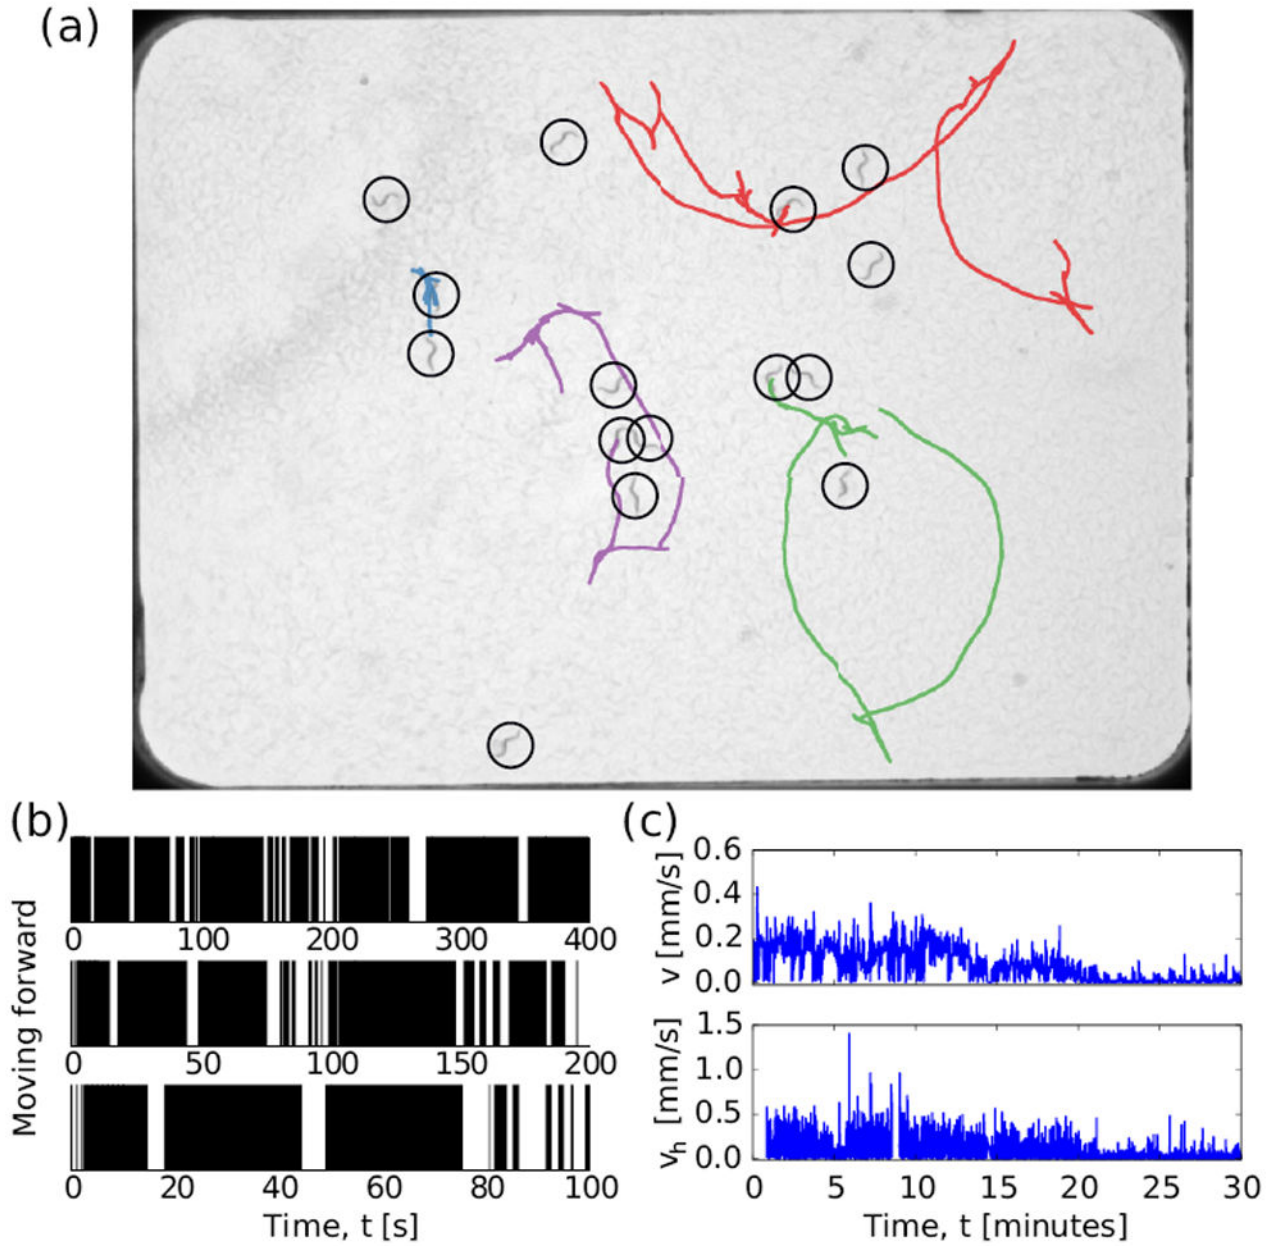 (a)
(b)
Moving forward
0 100 200 300 400
0 50 100 150 200
0 20 40 60 80 100
Time, t [s]
(c)
v [mm/s]
0.6
0.4
0.2
0.0
vₕ [mm/s]
1.5
1.0
0.5
0.0
0 5 10 15 20 25 30
Time, t [minutes]